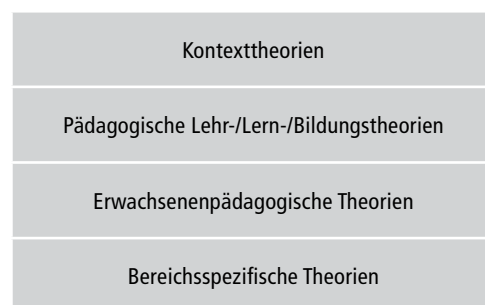 Kontexttheorien
Pädagogische Lehr-/Lern-/Bildungstheorien
Erwachsenenpädagogische Theorien
Bereichsspezifische Theorien